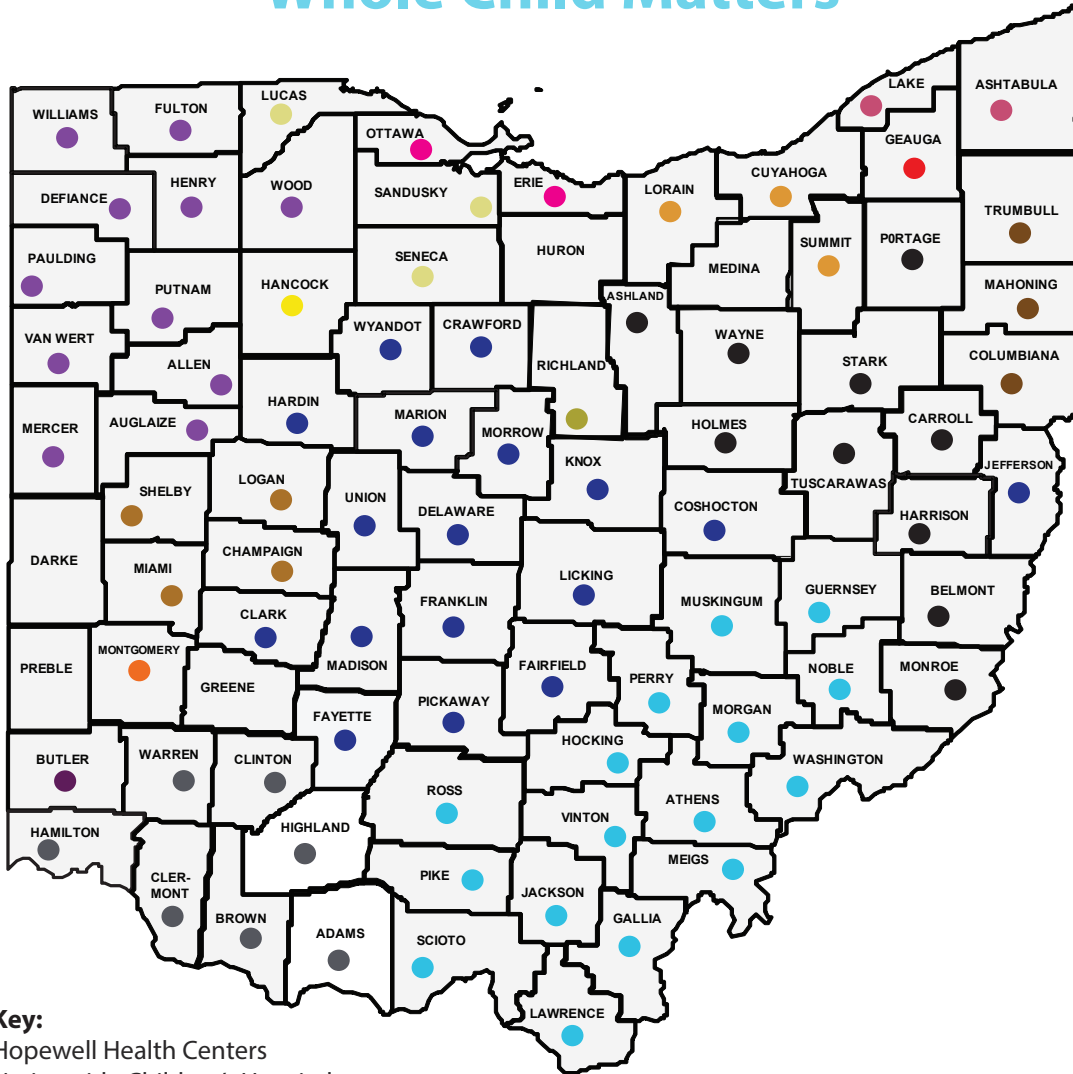 Whole Child Matters
LAKE
ASHTABULA
LUCAS
FULTON
WILLIAMS
OTTAWA
GEAUGA
CUYAHOGA
ERIE
LORAIN
HENRY
WOOD
SANDUSKY
DEFIANCE
TRUMBULL
SUMMIT
P0RTAGE
HURON
SENECA
PAULDING
MEDINA
HANCOCK
MAHONING
PUTNAM
ASHLAND
WYANDOT
CRAWFORD
WAYNE
VAN WERT
COLUMBIANA
STARK
ALLEN
RICHLAND
HARDIN
MARION
CARROLL
AUGLAIZE
HOLMES
MERCER
MORROW
KNOX
JEFFERSON
LOGAN
TUSCARAWAS
SHELBY
UNION
COSHOCTON
DELAWARE
HARRISON
CHAMPAIGN
DARKE
MIAMI
LICKING
GUERNSEY
BELMONT
FRANKLIN
MUSKINGUM
CLARK
MONTGOMERY
MADISON
FAIRFIELD
PREBLE
NOBLE
MONROE
PERRY
GREENE
PICKAWAY
MORGAN
FAYETTE
HOCKING
WARREN
BUTLER
CLINTON
WASHINGTON
ROSS
ATHENS
VINTON
HIGHLAND
HAMILTON
MEIGS
PIKE
CLER-
MONT
JACKSON
BROWN
GALLIA
ADAMS
SCIOTO
LAWRENCE
Key:
Hopewell Health Centers